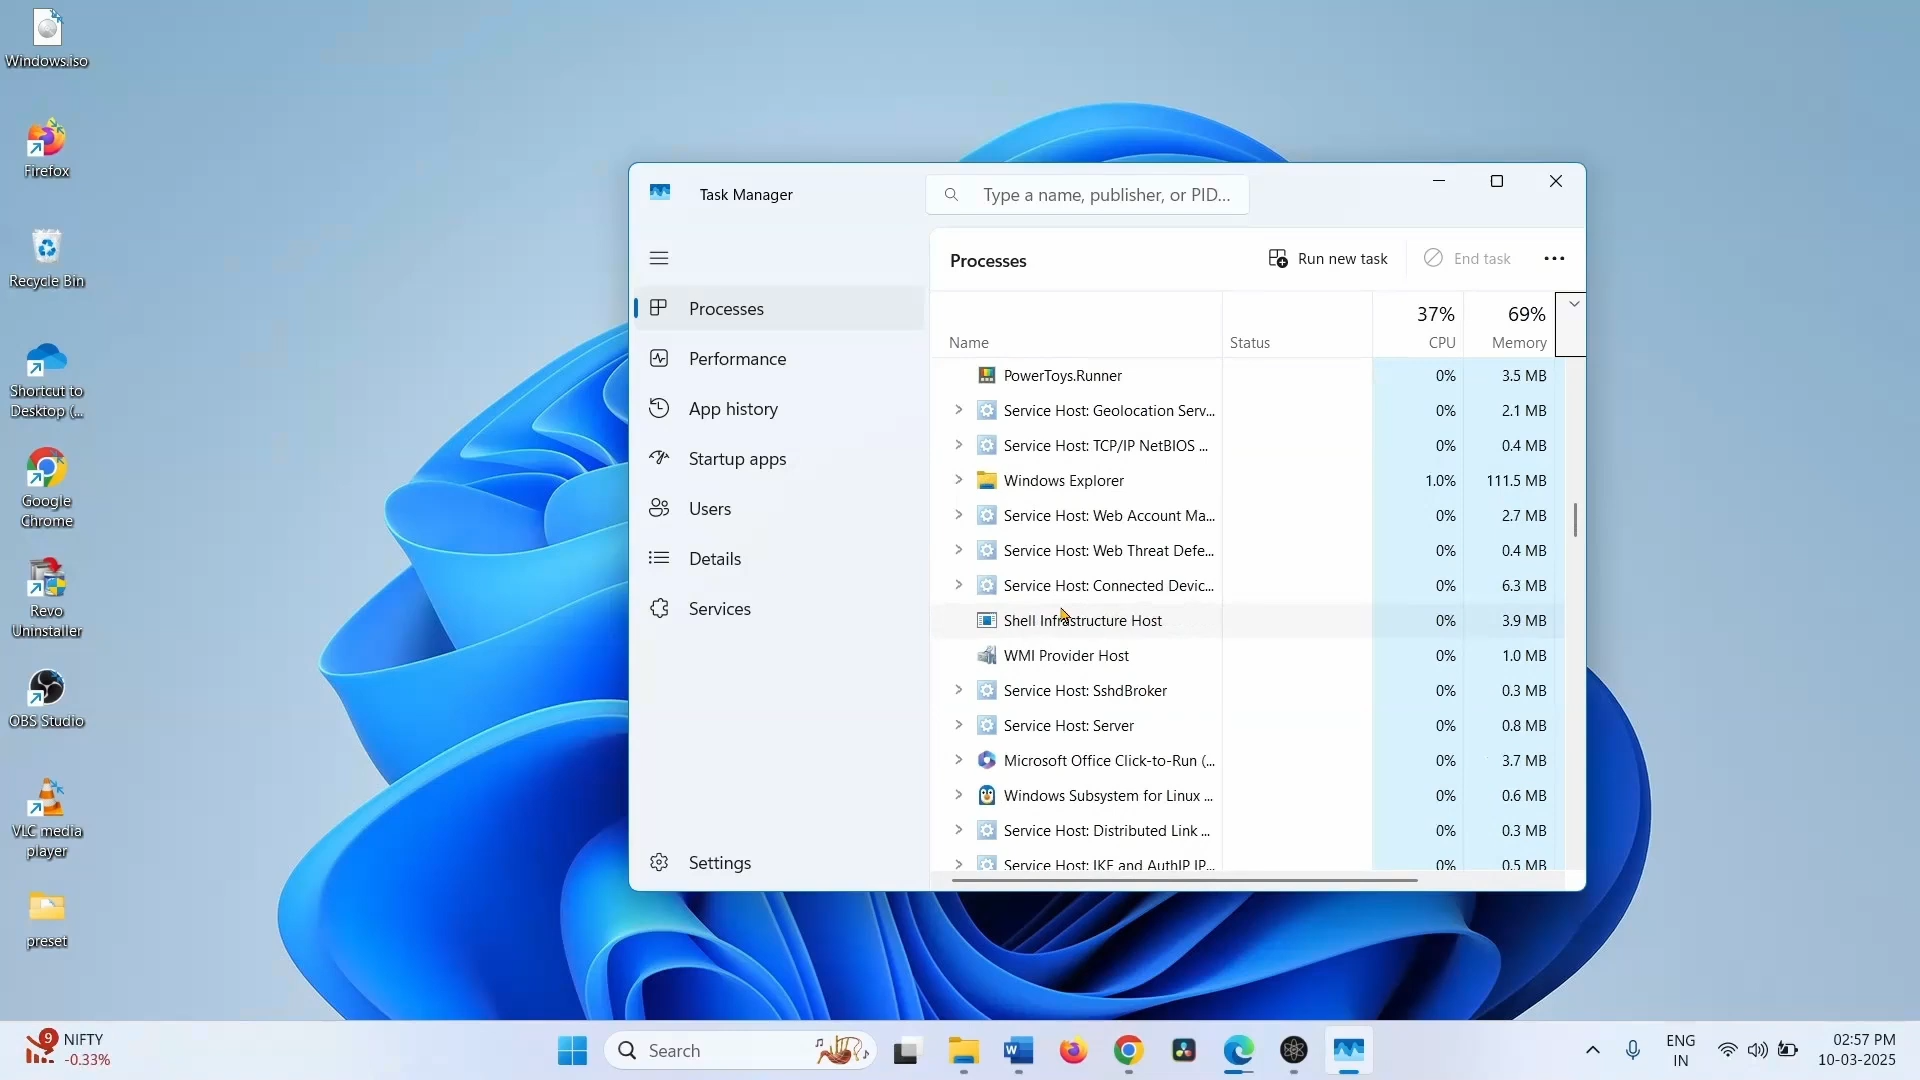 Windows.iso
Firefox
Recycle Bin
Shortcut to
Desktop (...
Google
Chrome
Revo
Uninstaller
OBS Studio
VLC media
player
preset
Task Manager
Type a name, publisher, or PID...
Processes
Performance
App history
Startup apps
Users
Details
Services
Settings
Processes
Run new task
End task
37% 69%
Name Status CPU Memory
PowerToys.Runner 0% 3.5 MB
Service Host: Geolocation Serv... 0% 2.1 MB
Service Host: TCP/IP NetBIOS ... 0% 0.4 MB
Windows Explorer 1.0% 111.5 MB
Service Host: Web Account Ma... 0% 2.7 MB
Service Host: Web Threat Defe... 0% 0.4 MB
Service Host: Connected Devic... 0% 6.3 MB
Shell Infrastructure Host 0% 3.9 MB
WMI Provider Host 0% 1.0 MB
Service Host: SshdBroker 0% 0.3 MB
Service Host: Server 0% 0.8 MB
Microsoft Office Click-to-Run (... 0% 3.7 MB
Windows Subsystem for Linux ... 0% 0.6 MB
Service Host: Distributed Link ... 0% 0.3 MB
Service Host: IKE and AuthIP IP... 0% 0.5 MB
9 NIFTY
-0.33%
Search
ENG
IN
02:57 PM
10-03-2025